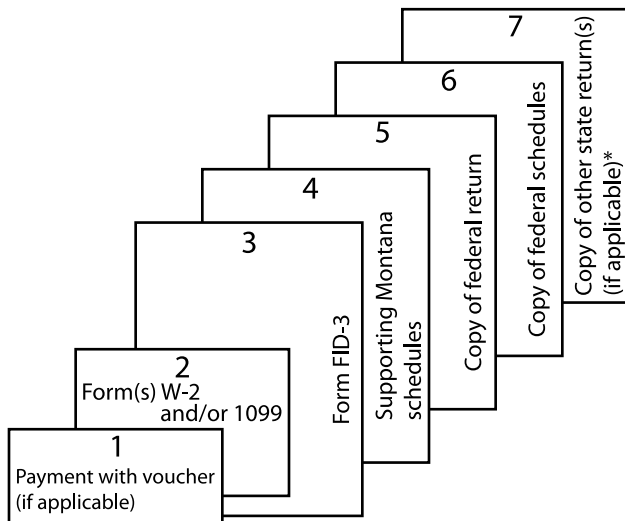 1
Payment with voucher
(if applicable)
2
Form(s) W-2
and/or 1099
3
Form FID-3
4
Supporting Montana
schedules
5
Copy of federal return
6
Copy of federal schedules
7
Copy of other state return(s)
(if applicable)*